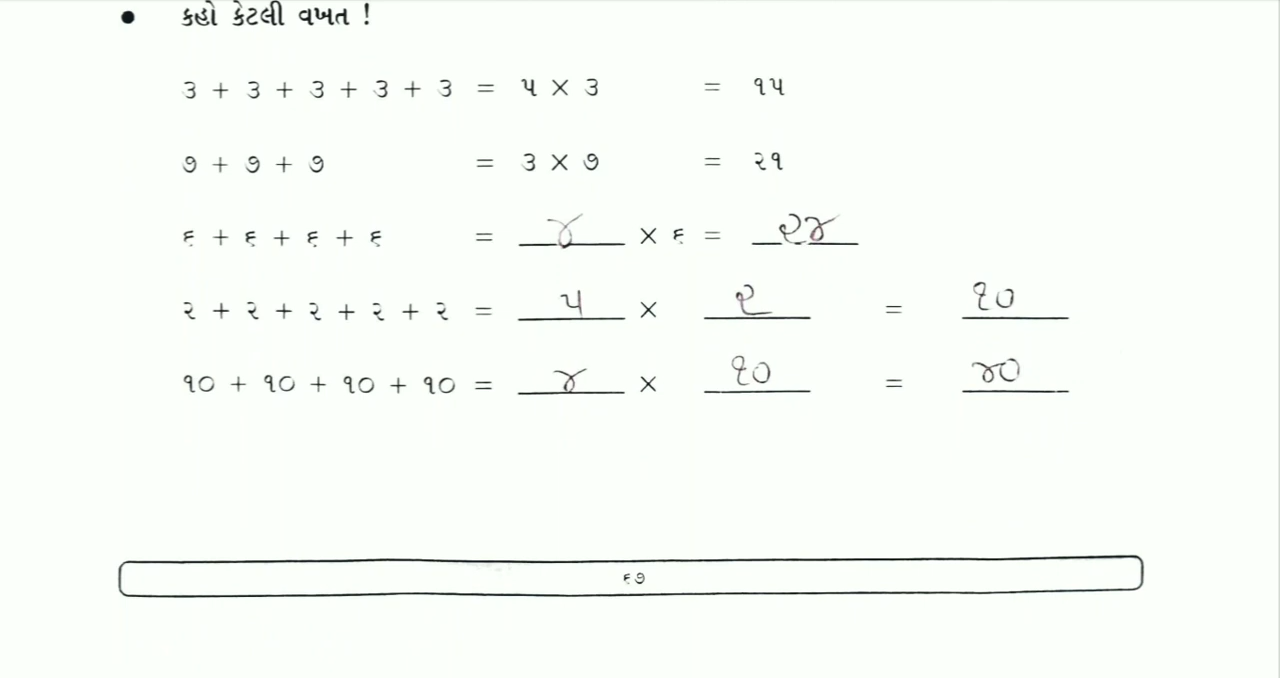 ● કહો કેટલી વખત !
૩ + ૩ + ૩ + ૩ + ૩ = ૫ × ૩ = ૧૫
૭ + ૭ + ૭ = ૩ × ૭ = ૨૧
૬ + ૬ + ૬ + ૬ = ૪ × ૬ = ૨૪
૨ + ૨ + ૨ + ૨ + ૨ = ૫ × ૨ = ૧૦
૧૦ + ૧૦ + ૧૦ + ૧૦ = ૪ × ૧૦ = ૪૦
૬૭